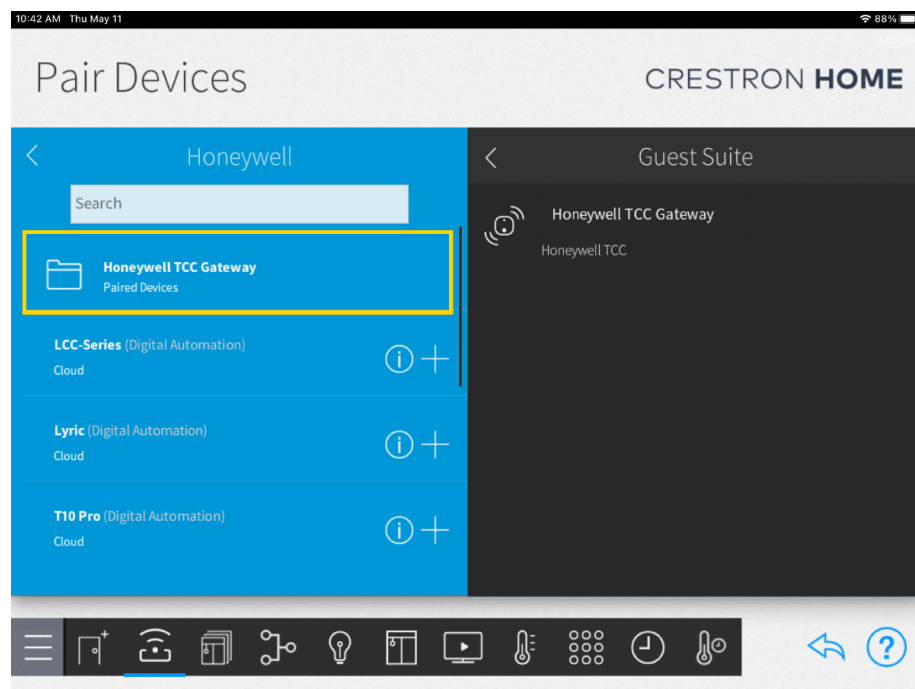 10:42 AM Thu May 11
88%
Pair Devices
CRESTRON HOME
Honeywell
Search
Honeywell TCC Gateway
Paired Devices
LCC-Series (Digital Automation)
Cloud
Lyric (Digital Automation)
Cloud
T10 Pro (Digital Automation)
Cloud
Guest Suite
Honeywell TCC Gateway
Honeywell TCC